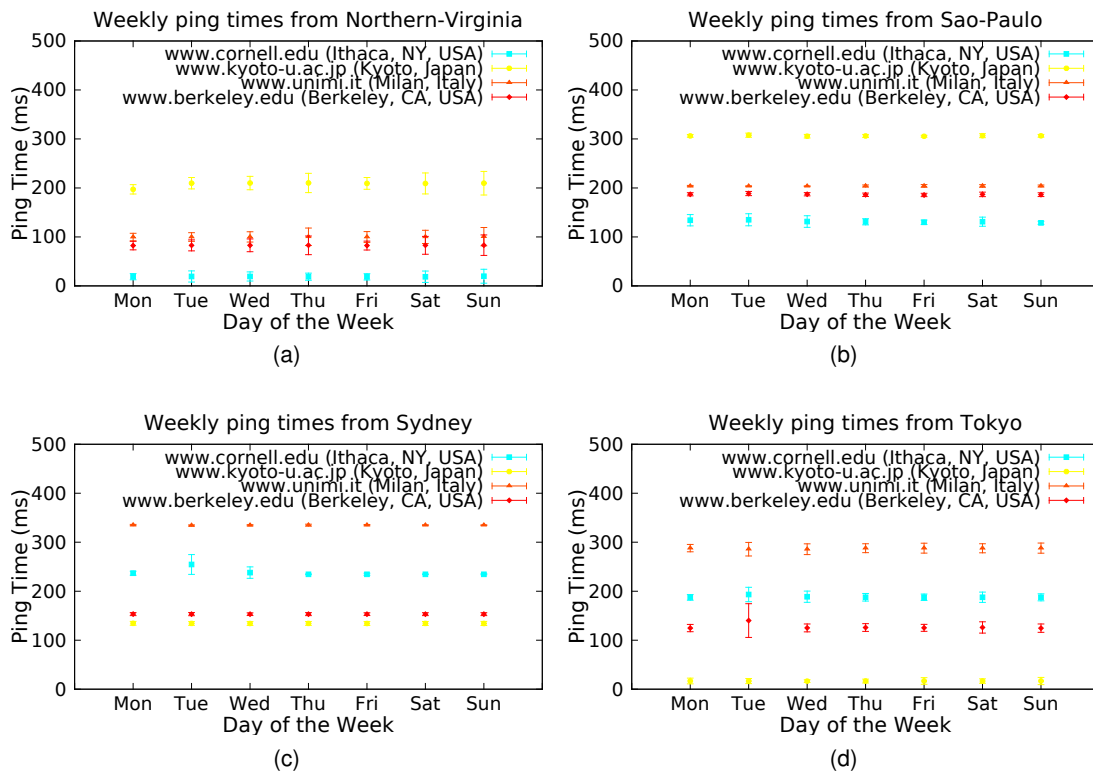 Weekly ping times from Northern-Virginia
500
400
300
200
100
0
Ping Time (ms)
www.cornell.edu (Ithaca, NY, USA)
www.kyoto-u.ac.jp (Kyoto, Japan)
www.unimi.it (Milan, Italy)
www.berkeley.edu (Berkeley, CA, USA)
Mon Tue Wed Thu Fri Sat Sun
Day of the Week
(a)
Weekly ping times from Sao-Paulo
500
400
300
200
100
0
Ping Time (ms)
www.cornell.edu (Ithaca, NY, USA)
www.kyoto-u.ac.jp (Kyoto, Japan)
www.unimi.it (Milan, Italy)
www.berkeley.edu (Berkeley, CA, USA)
Mon Tue Wed Thu Fri Sat Sun
Day of the Week
(b)
Weekly ping times from Sydney
500
400
300
200
100
0
Ping Time (ms)
www.cornell.edu (Ithaca, NY, USA)
www.kyoto-u.ac.jp (Kyoto, Japan)
www.unimi.it (Milan, Italy)
www.berkeley.edu (Berkeley, CA, USA)
Mon Tue Wed Thu Fri Sat Sun
Day of the Week
(c)
Weekly ping times from Tokyo
500
400
300
200
100
0
Ping Time (ms)
www.cornell.edu (Ithaca, NY, USA)
www.kyoto-u.ac.jp (Kyoto, Japan)
www.unimi.it (Milan, Italy)
www.berkeley.edu (Berkeley, CA, USA)
Mon Tue Wed Thu Fri Sat Sun
Day of the Week
(d)